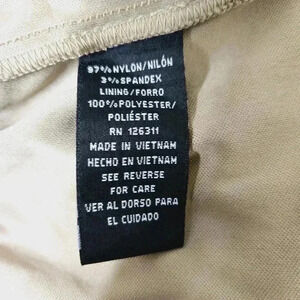 97% NYLON/NILÓN
3% SPANDEX
LINING/FORRO
100% POLYESTER/
POLIÉSTER
RN 126311
MADE IN VIETNAM
HECHO EN VIETNAM
SEE REVERSE
FOR CARE
VER AL DORSO PARA
EL CUIDADO